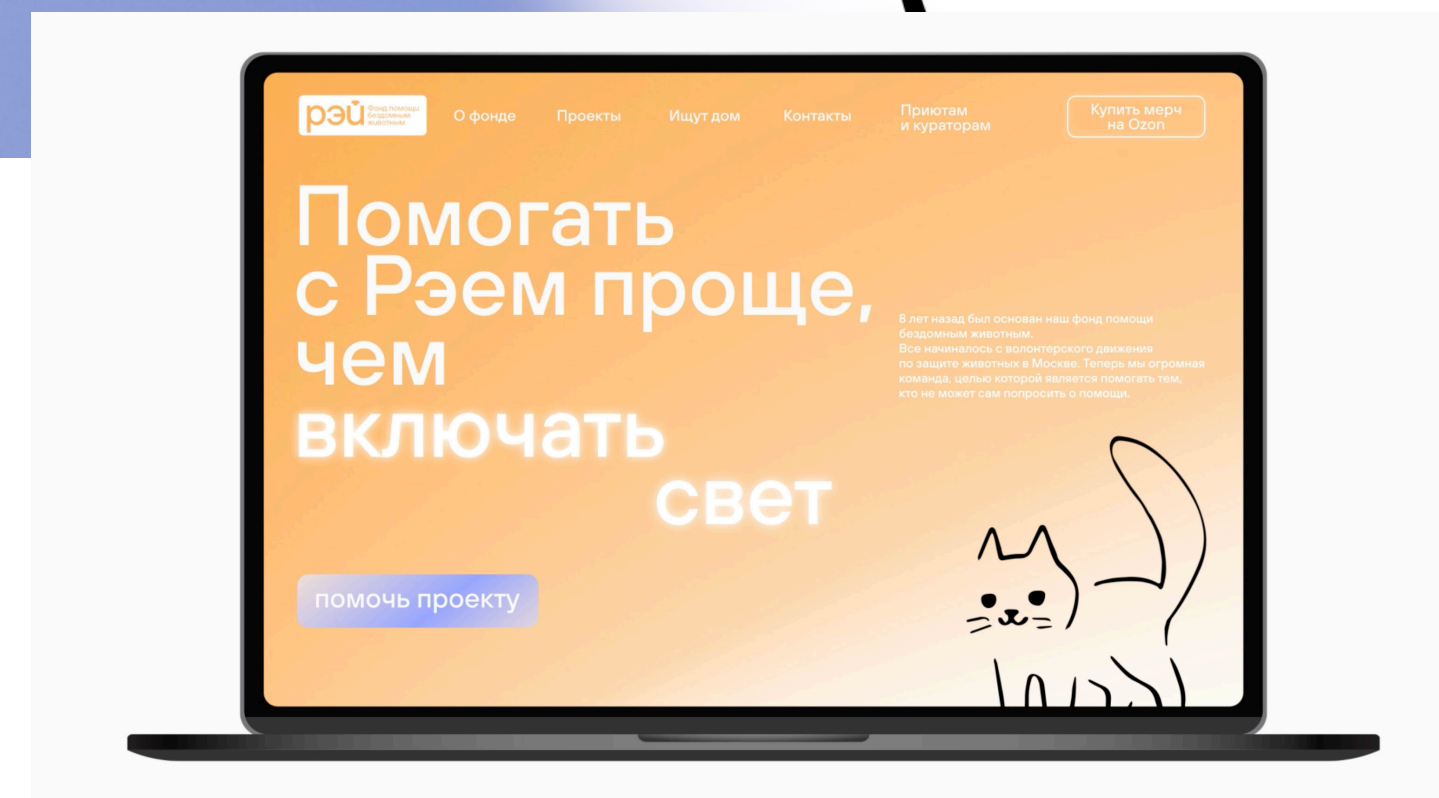 рэй
Фонд помощи
бездомным
животным
О фонде
Проекты
Ищут дом
Контакты
Приютам
и кураторам
Купить мерч
на Ozon
Помогать
с Рэем проще,
чем
включать
свет
8 лет назад был основан наш фонд помощи
бездомным животным.
Все начиналось с волонтерского движения
по защите животных в Москве. Теперь мы огромная
команда, целью которой является помогать тем,
кто не может сам попросить о помощи.
помочь проекту